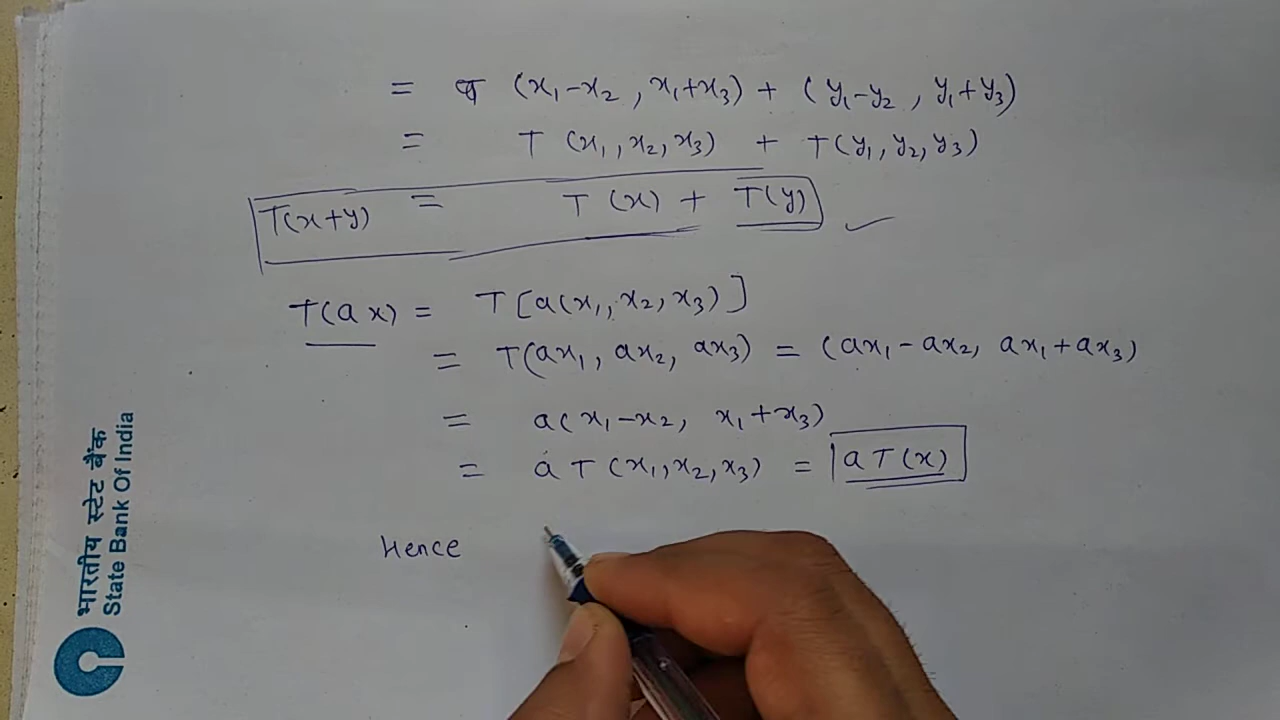 = (x₁-x₂, x₁+x₃) + (y₁-y₂, y₁+y₃)
= T (x₁, x₂, x₃) + T(y₁, y₂, y₃)
T(x+y) = T (x) + T(y)
T(a x) = T [a(x₁, x₂, x₃)]
= T(ax₁, ax₂, ax₃) = (ax₁-ax₂, ax₁+ax₃)
= a(x₁-x₂, x₁+x₃)
= a T (x₁, x₂, x₃) = a T(x)
Hence
भारतीय स्टेट बैंक
State Bank Of India